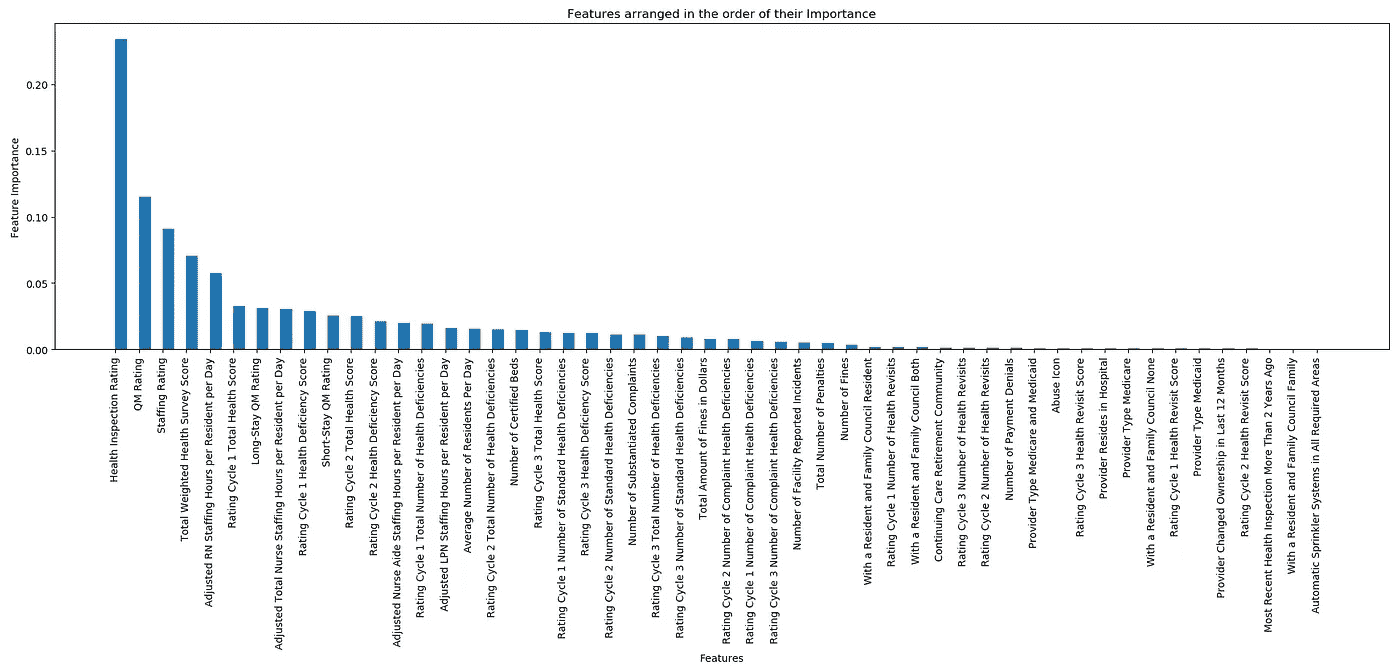 Features arranged in the order of their Importance
Feature Importance
0.20
0.15
0.10
0.05
0.00
Health Inspection Rating
QM Rating
Staffing Rating
Total Weighted Health Survey Score
Adjusted RN Staffing Hours per Resident per Day
Rating Cycle 1 Total Health Score
Long-Stay QM Rating
Adjusted Total Nurse Staffing Hours per Resident per Day
Rating Cycle 1 Health Deficiency Score
Short-Stay QM Rating
Rating Cycle 2 Total Health Score
Rating Cycle 2 Health Deficiency Score
Adjusted Nurse Aide Staffing Hours per Resident per Day
Rating Cycle 1 Total Number of Health Deficiencies
Adjusted LPN Staffing Hours per Resident per Day
Average Number of Residents Per Day
Rating Cycle 2 Total Number of Health Deficiencies
Number of Certified Beds
Rating Cycle 3 Total Health Score
Rating Cycle 1 Number of Standard Health Deficiencies
Rating Cycle 3 Health Deficiency Score
Rating Cycle 2 Number of Standard Health Deficiencies
Number of Substantiated Complaints
Rating Cycle 3 Total Number of Health Deficiencies
Rating Cycle 3 Number of Standard Health Deficiencies
Total Amount of Fines in Dollars
Rating Cycle 2 Number of Complaint Health Deficiencies
Rating Cycle 1 Number of Complaint Health Deficiencies
Rating Cycle 3 Number of Complaint Health Deficiencies
Number of Facility Reported Incidents
Total Number of Penalties
Number of Fines
With a Resident and Family Council Resident
Rating Cycle 1 Number of Health Revisits
With a Resident and Family Council Both
Continuing Care Retirement Community
Rating Cycle 3 Number of Health Revisits
Rating Cycle 2 Number of Health Revisits
Number of Payment Denials
Provider Type Medicare and Medicaid
Abuse Icon
Rating Cycle 3 Health Revisit Score
Provider Resides in Hospital
Provider Type Medicare
With a Resident and Family Council None
Rating Cycle 1 Health Revisit Score
Provider Type Medicaid
Provider Changed Ownership in Last 12 Months
Rating Cycle 2 Health Revisit Score
Most Recent Health Inspection More Than 2 Years Ago
With a Resident and Family Council Family
Automatic Sprinkler Systems in All Required Areas
Features